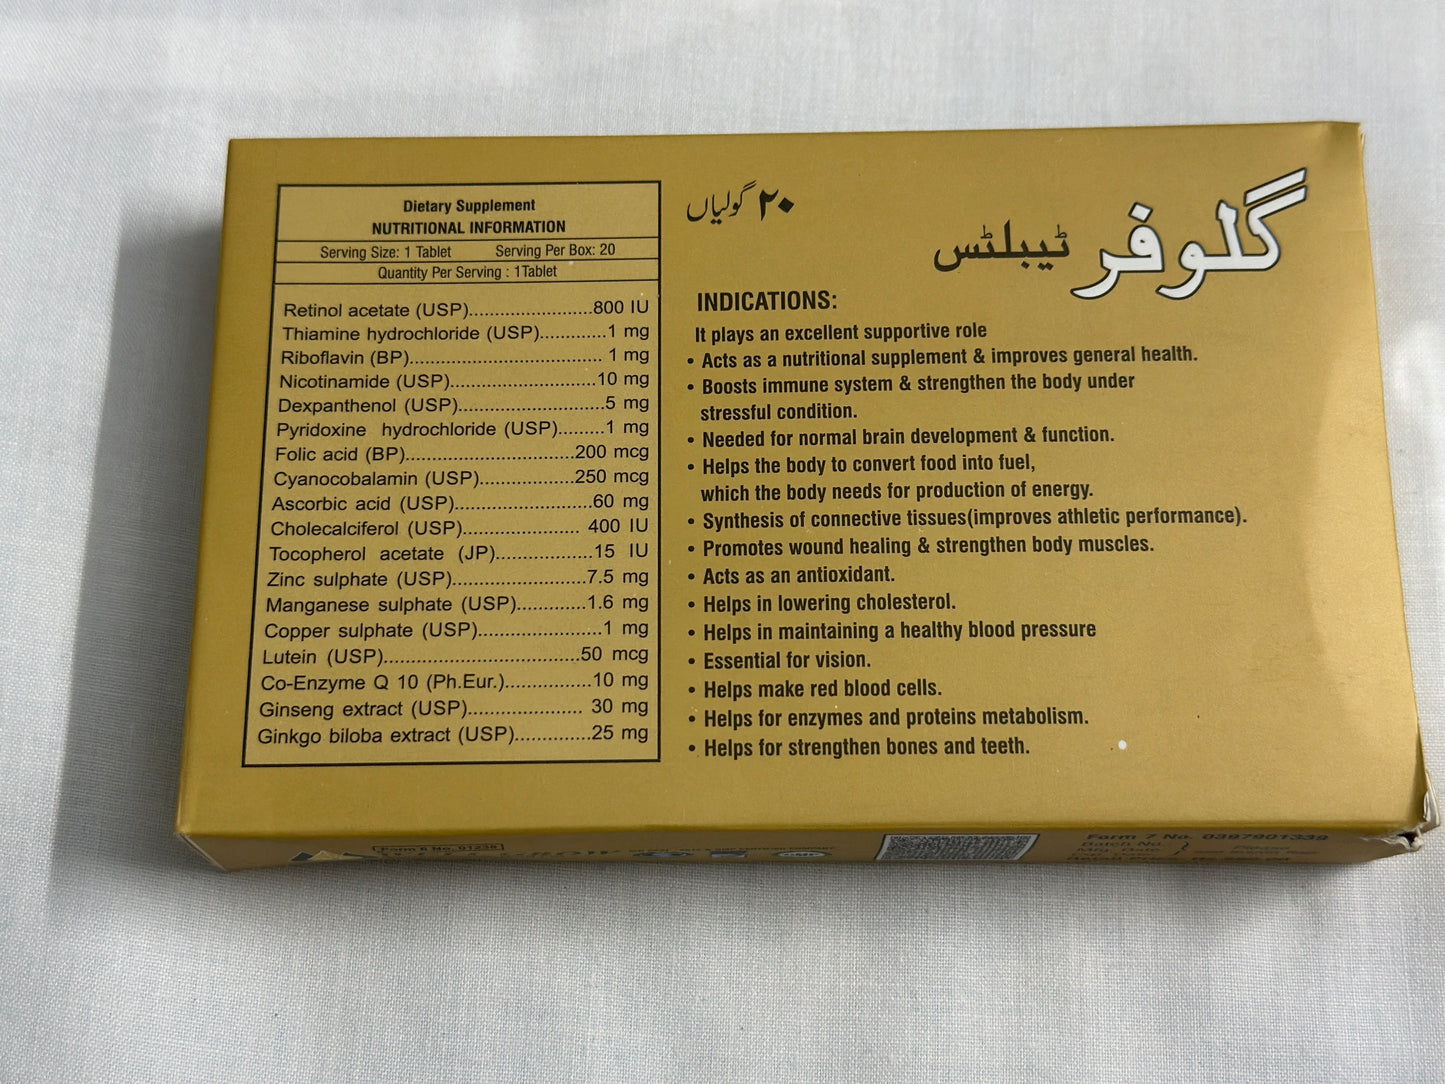 Dietary Supplement
NUTRITIONAL INFORMATION
Serving Size: 1 Tablet Serving Per Box: 20
Quantity Per Serving : 1Tablet
Retinol acetate (USP)........................800 IU
Thiamine hydrochloride (USP).............1 mg
Riboflavin (BP)...................................... 1 mg
Nicotinamide (USP)............................10 mg
Dexpanthenol (USP)............................5 mg
Pyridoxine hydrochloride (USP).........1 mg
Folic acid (BP).................................200 mcg
Cyanocobalamin (USP)..................250 mcg
Ascorbic acid (USP)...........................60 mg
Cholecalciferol (USP)....................... 400 IU
Tocopherol acetate (JP)...................15 IU
Zinc sulphate (USP)..........................7.5 mg
Manganese sulphate (USP).............1.6 mg
Copper sulphate (USP).......................1 mg
Lutein (USP).......................................50 mcg
Co-Enzyme Q 10 (Ph.Eur.)................10 mg
Ginseng extract (USP)...................... 30 mg
Ginkgo biloba extract (USP)..............25 mg
۲۰ گولیاں
گلوفر ٹیبلٹس
INDICATIONS:
It plays an excellent supportive role
• Acts as a nutritional supplement & improves general health.
• Boosts immune system & strengthen the body under
stressful condition.
• Needed for normal brain development & function.
• Helps the body to convert food into fuel,
which the body needs for production of energy.
• Synthesis of connective tissues(improves athletic performance).
• Promotes wound healing & strengthen body muscles.
• Acts as an antioxidant.
• Helps in lowering cholesterol.
• Helps in maintaining a healthy blood pressure
• Essential for vision.
• Helps make red blood cells.
• Helps for enzymes and proteins metabolism.
• Helps for strengthen bones and teeth.
Form 6 No. 01238
GMP
Form 7 No. 0397901339
Batch No.
Mfg. Date